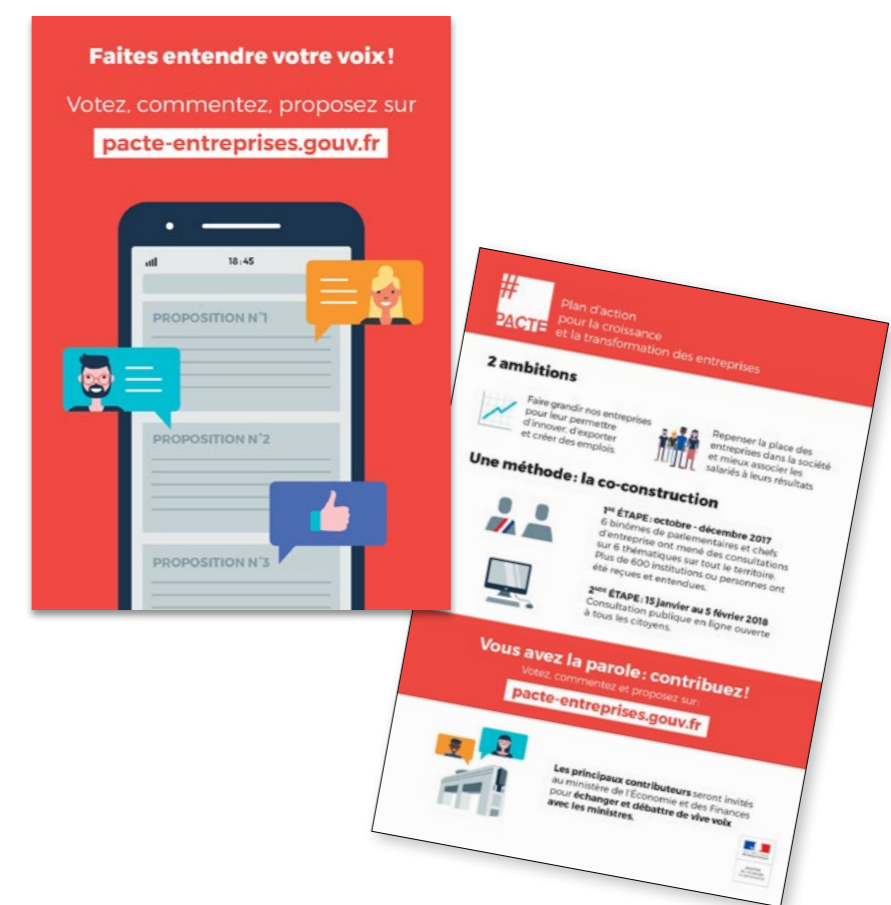 Faites entendre votre voix!
Votez, commentez, proposez sur
pacte-entreprises.gouv.fr
18:45
PROPOSITION N°1
PROPOSITION N°2
PROPOSITION N°3
#
PACTE
Plan d'action
pour la croissance
et la transformation des entreprises
2 ambitions
Faire grandir nos entreprises
pour leur permettre
d'innover, d'exporter
et créer des emplois.
Repenser la place des
entreprises dans la société
et mieux associer les
salariés à leurs résultats
Une méthode: la co-construction
1ère ÉTAPE: octobre - décembre 2017
6 binômes de parlementaires et chefs
d'entreprise ont mené des consultations
sur 6 thématiques sur tout le territoire.
Plus de 600 institutions ou personnes ont
été reçues et entendues.
2ème ÉTAPE: 15 janvier au 5 février 2018
Consultation publique en ligne ouverte
à tous les citoyens.
Vous avez la parole: contribuez!
Votez, commentez et proposez sur:
pacte-entreprises.gouv.fr
Les principaux contributeurs seront invités
au ministère de l'Économie et des Finances
pour échanger et débattre de vive voix
avec les ministres.